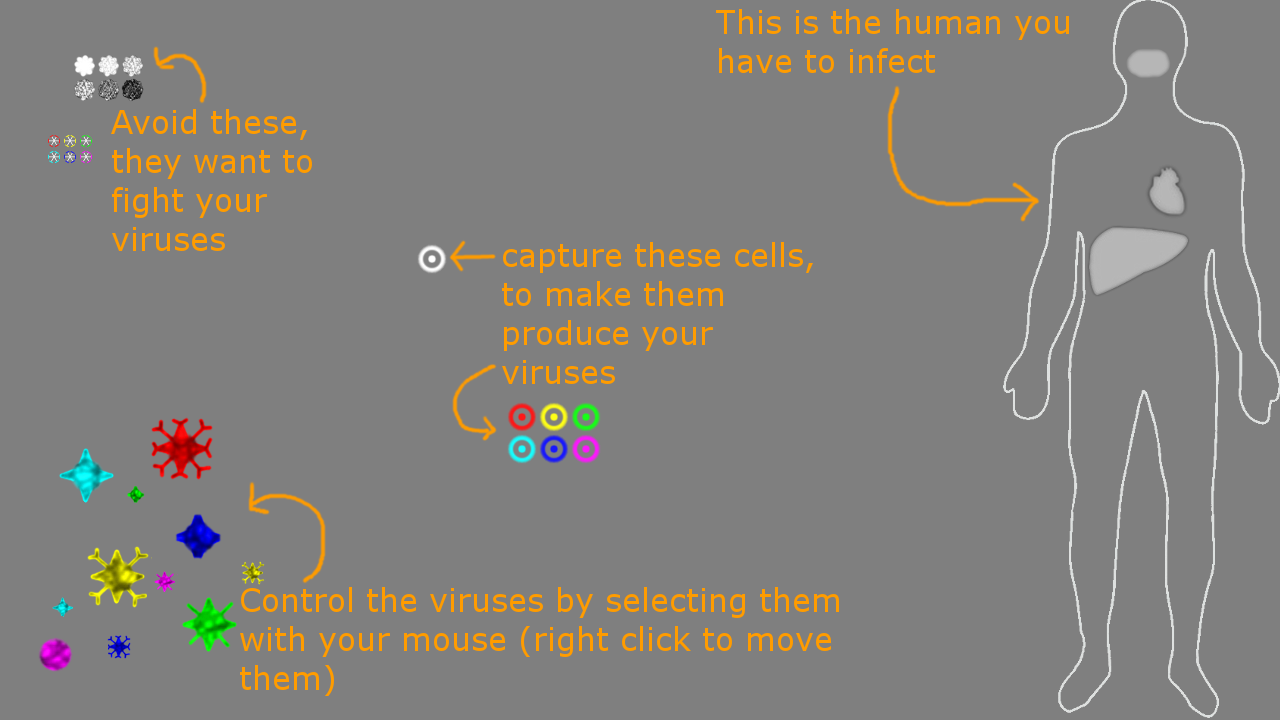 This is the human you
have to infect
Avoid these,
they want to
fight your
viruses
capture these cells,
to make them
produce your
viruses
Control the viruses by selecting them
with your mouse (right click to move
them)